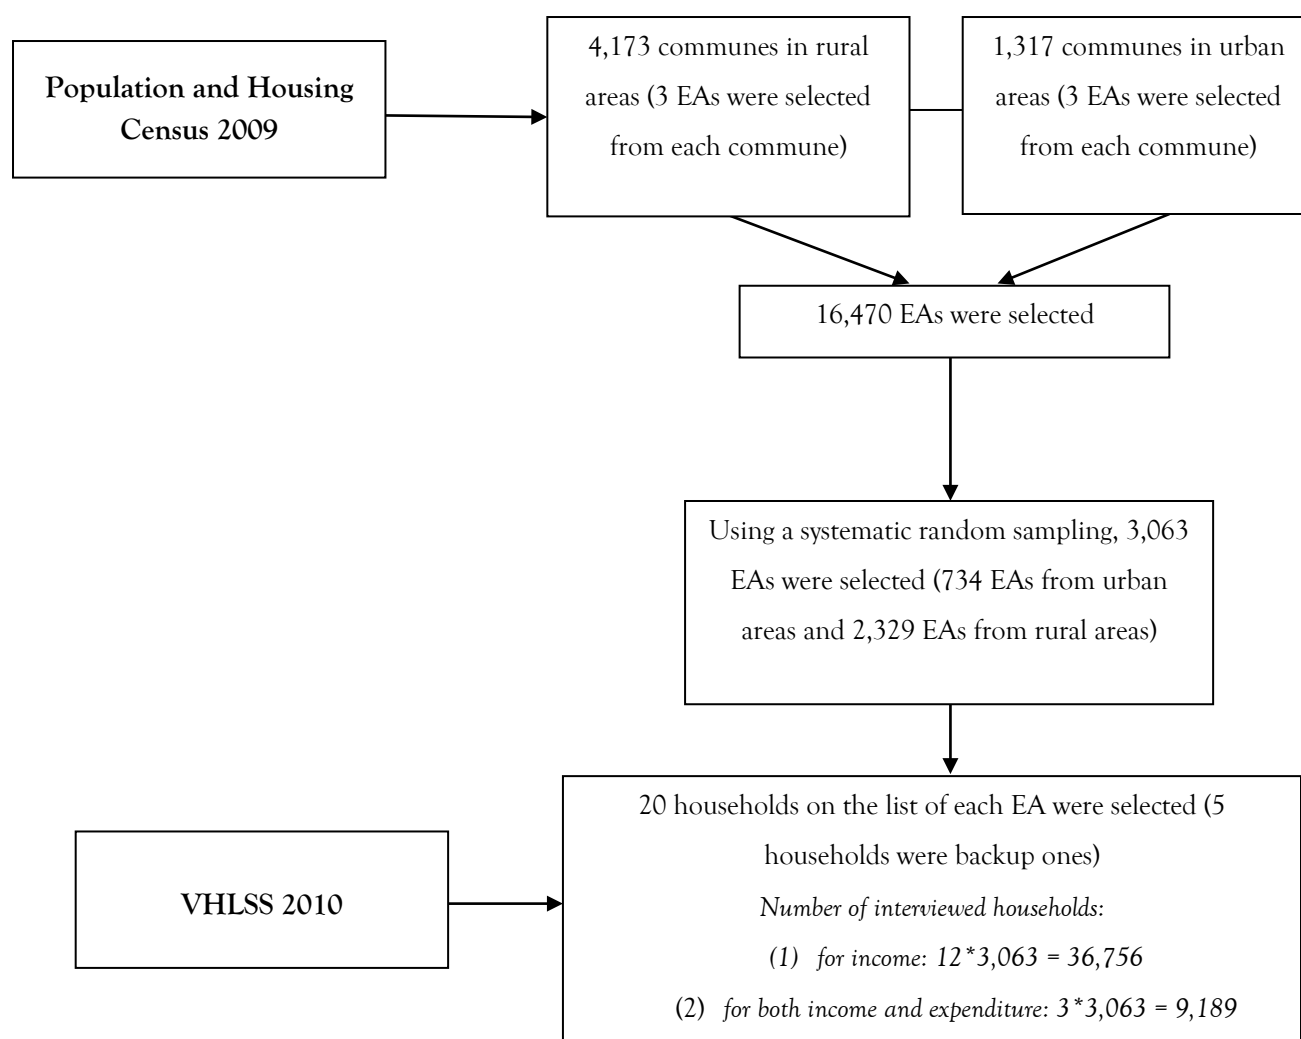 Population and Housing
Census 2009
4,173 communes in rural
areas (3 EAs were selected
from each commune)
1,317 communes in urban
areas (3 EAs were selected
from each commune)
16,470 EAs were selected
Using a systematic random sampling, 3,063
EAs were selected (734 EAs from urban
areas and 2,329 EAs from rural areas)
VHLSS 2010
20 households on the list of each EA were selected (5
households were backup ones)
Number of interviewed households:
(1) for income: 12*3,063 = 36,756
(2) for both income and expenditure: 3*3,063 = 9,189